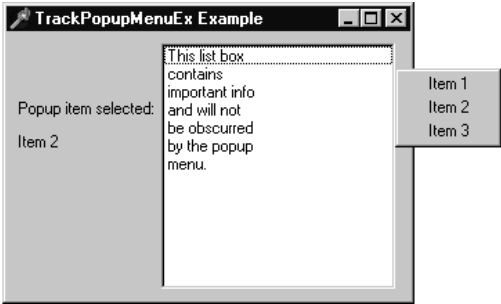 TrackPopupMenuEx Example
This list box
contains
important info
and will not
be obscurred
by the popup
menu.
Popup item selected:
Item 2
Item 1
Item 2
Item 3